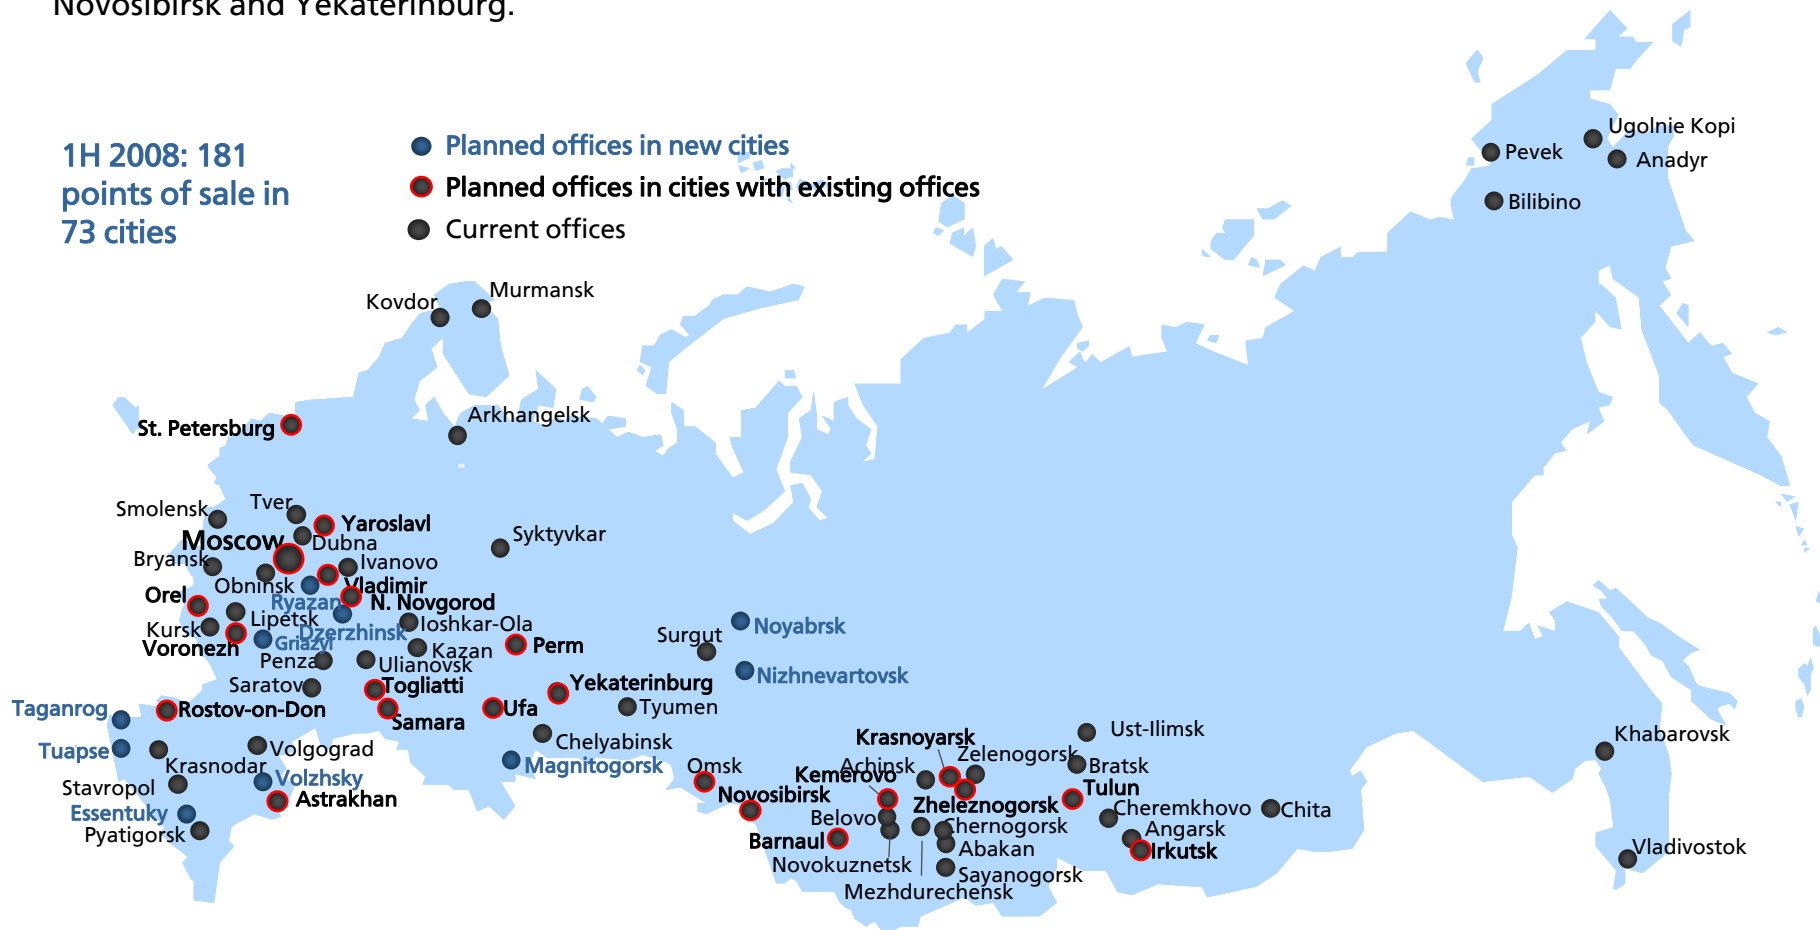 Novosibirsk and Yekaterinburg.
1H 2008: 181
points of sale in
73 cities
Planned offices in new cities
Planned offices in cities with existing offices
Current offices
Ugolnie Kopi
Pevek
Anadyr
Bilibino
Murmansk
Kovdor
Arkhangelsk
St. Petersburg
Tver
Smolensk
Yaroslavl
Syktyvkar
Moscow
Dubna
Bryansk
Ivanovo
Obninsk
Vladimir
Orel
Ryazan
N. Novgorod
Lipetsk
Ioshkar-Ola
Noyabrsk
Kursk
Dzerzhinsk
Surgut
Voronezh
Griazyi
Perm
Kazan
Penza
Ulianovsk
Nizhnevartovsk
Saratov
Togliatti
Yekaterinburg
Taganrog
Rostov-on-Don
Samara
Ufa
Tyumen
Ust-Ilimsk
Khabarovsk
Tuapse
Volgograd
Chelyabinsk
Krasnoyarsk
Zelenogorsk
Krasnodar
Magnitogorsk
Omsk
Achinsk
Bratsk
Kemerovo
Stavropol
Volzhsky
Tulun
Astrakhan
Novosibirsk
Zheleznogorsk
Cheremkhovo
Chita
Essentuky
Belovo
Chernogorsk
Angarsk
Pyatigorsk
Barnaul
Abakan
Irkutsk
Vladivostok
Novokuznetsk
Sayanogorsk
Mezhdurechensk